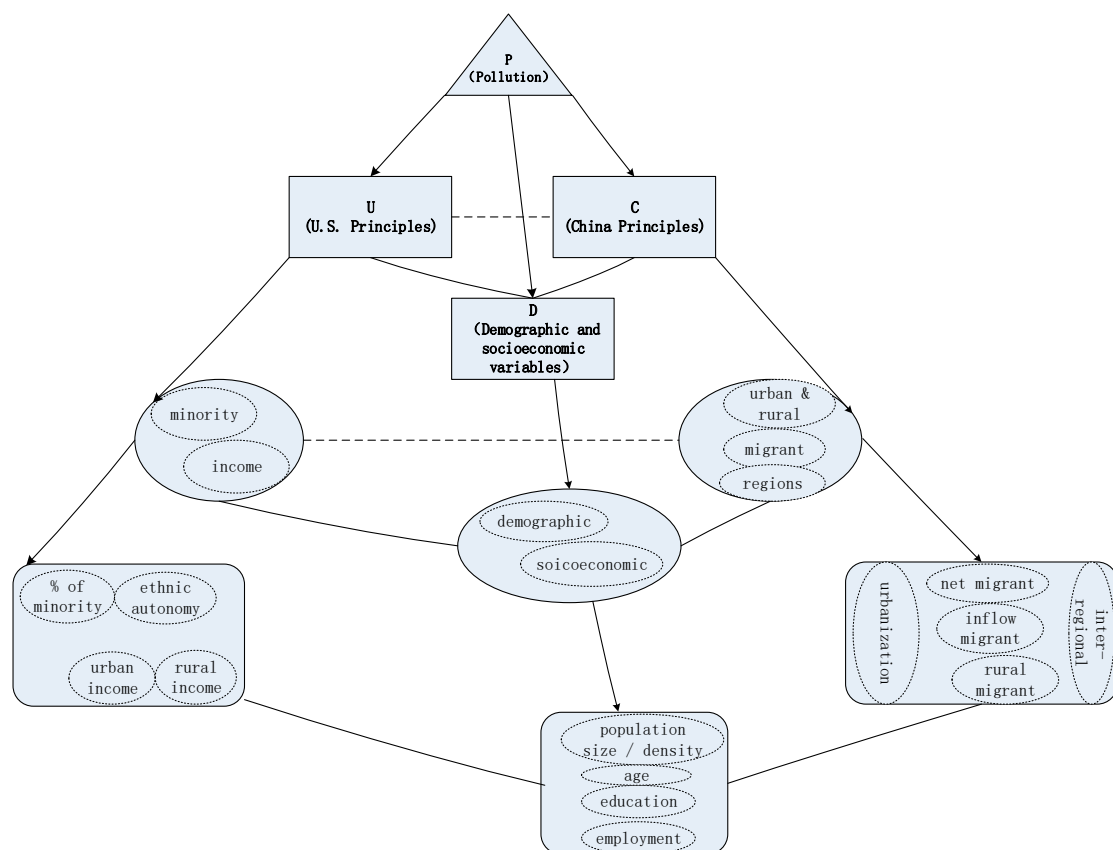 P
(Pollution)
U
(U.S. Principles)
C
(China Principles)
D
(Demographic and
socioeconomic
variables)
minority
income
urban &
rural
migrant
regions
demographic
soicoeconomic
% of
minority
ethnic
autonomy
urban
income
rural
income
urbanization
net migrant
inflow
migrant
rural
migrant
inter-
regional
population
size / density
age
education
employment